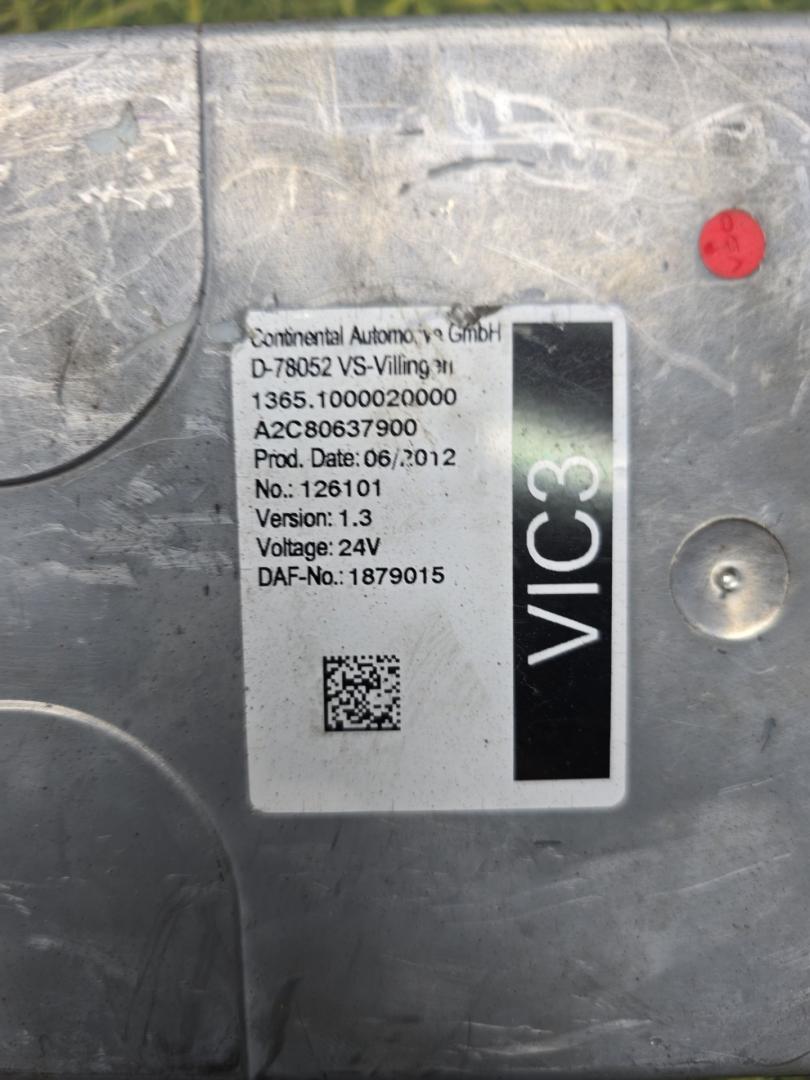 Continental Automotive GmbH
D-78052 VS-Villingen
1365.1000020000
A2C80637900
Prod. Date: 06/2012
No.: 126101
Version: 1.3
Voltage: 24V
DAF-No.: 1879015
VIC3